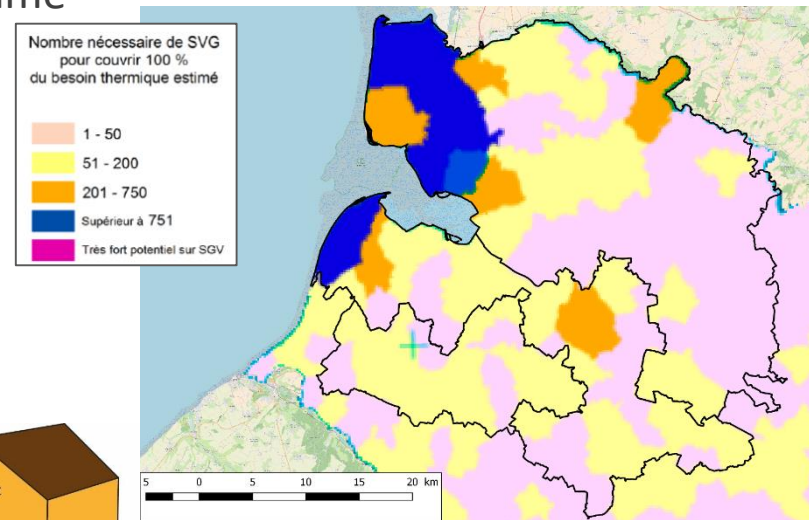 Nombre nécessaire de SVG
pour couvrir 100 %
du besoin thermique estimé
1 - 50
51 - 200
201 - 750
Supérieur à 751
Très fort potentiel sur SGV
5 0 5 10 15 20 km